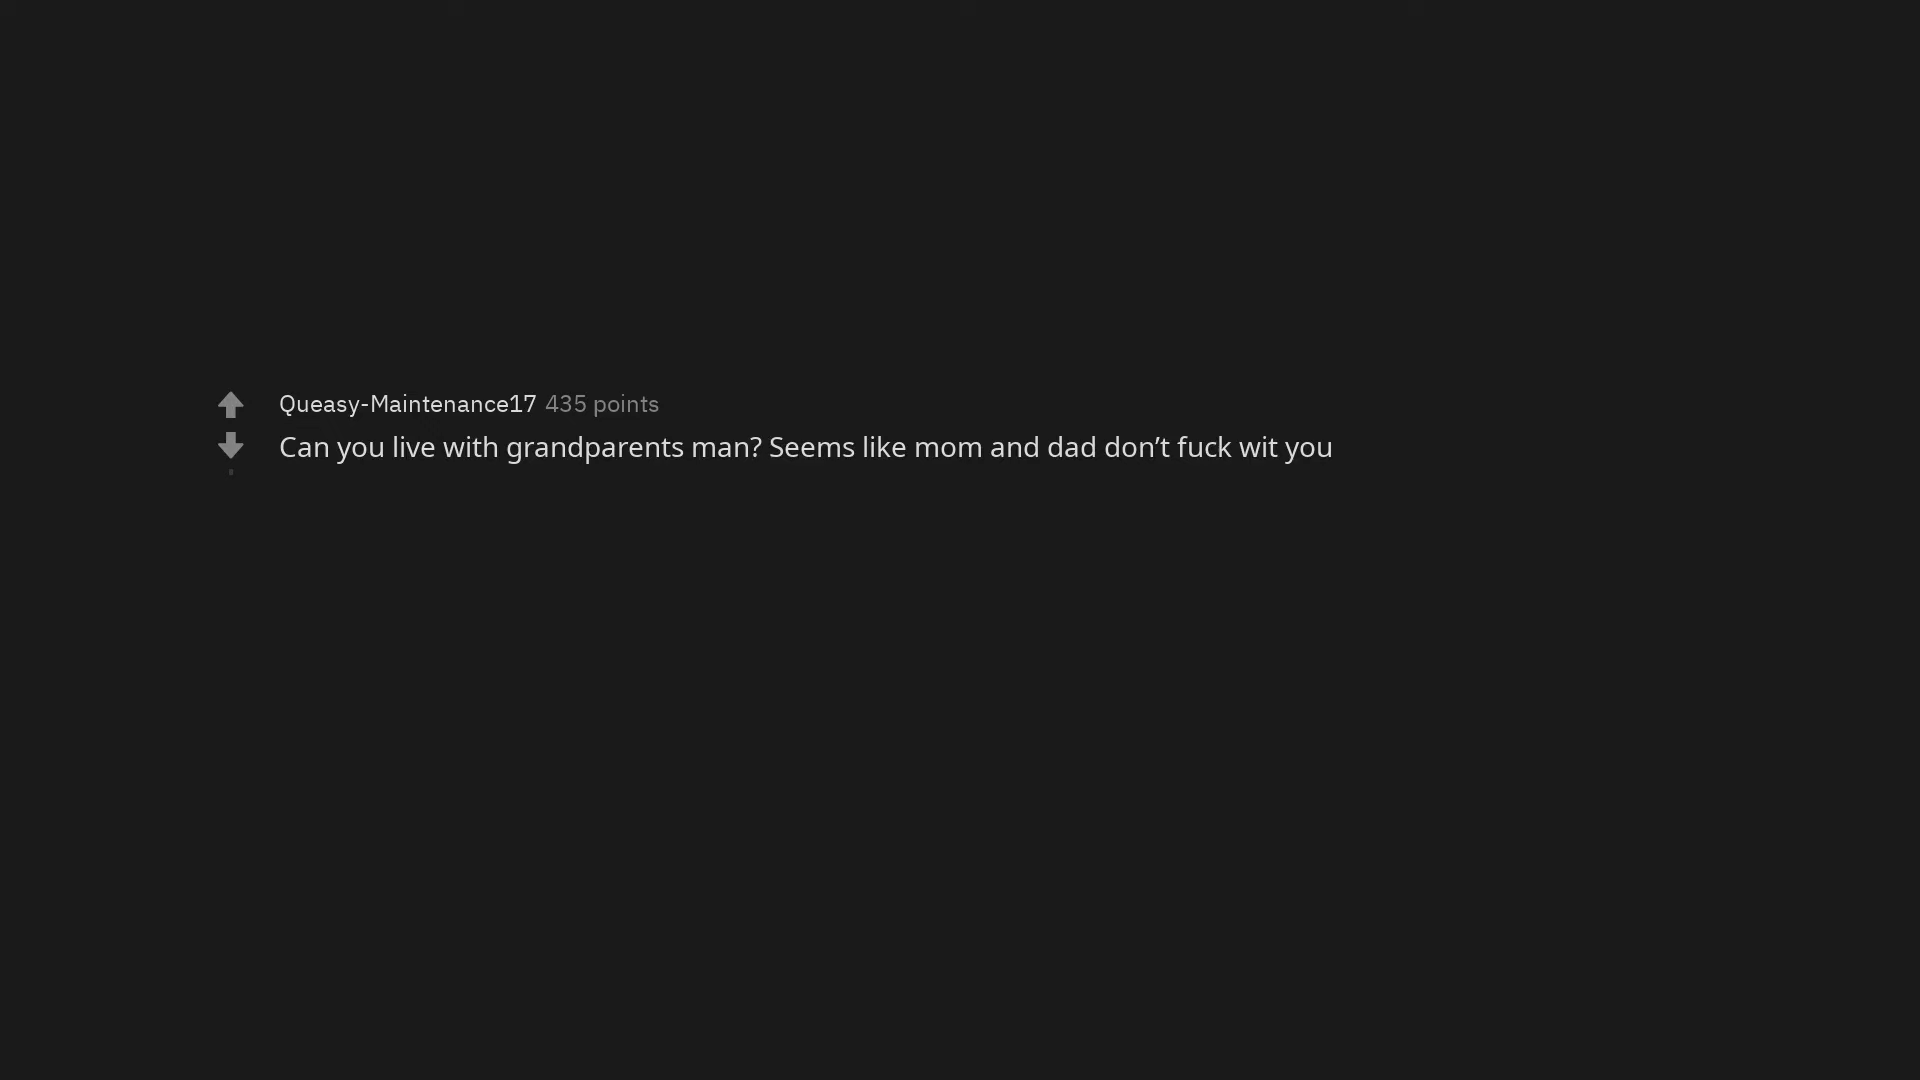 Queasy-Maintenance17 435 points
Can you live with grandparents man? Seems like mom and dad don’t fuck wit you